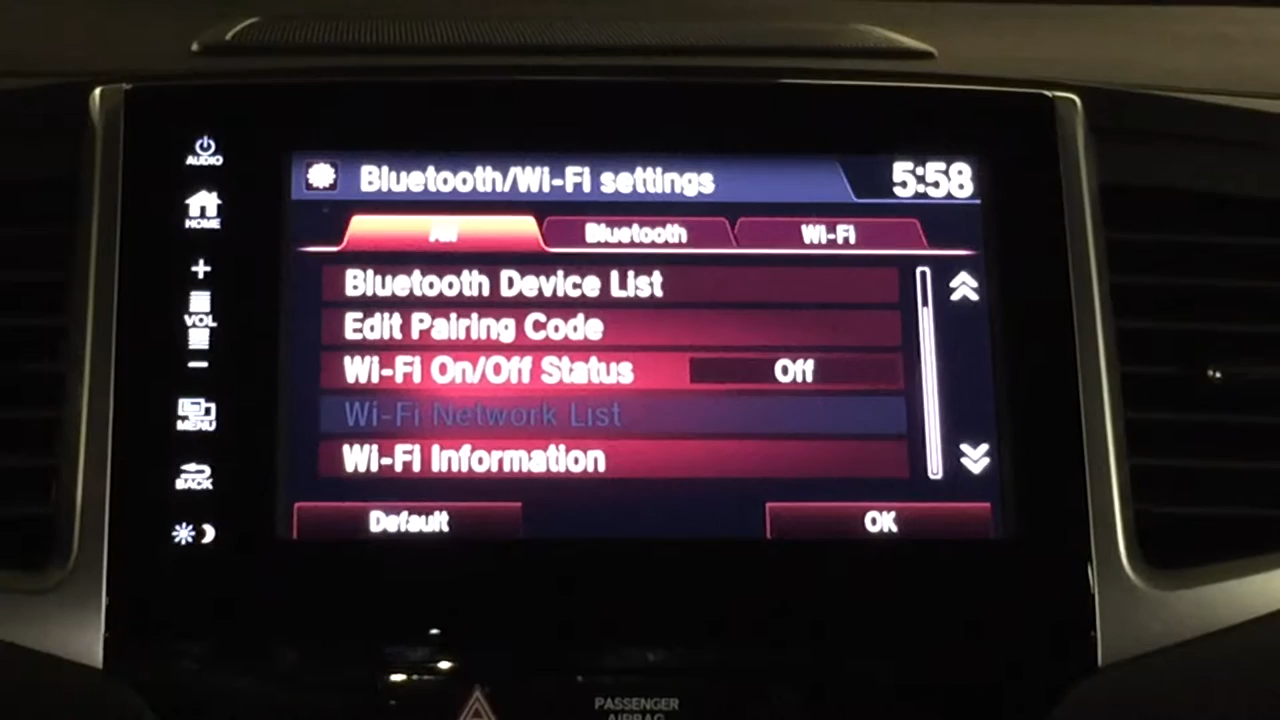 AUDIO
HOME
VOL
MENU
BACK
Bluetooth/Wi-Fi settings
5:58
All
Bluetooth
Wi-Fi
Bluetooth Device List
Edit Pairing Code
Wi-Fi On/Off Status
Off
Wi-Fi Network List
Wi-Fi Information
Default
OK
PASSENGER
AIRBAG